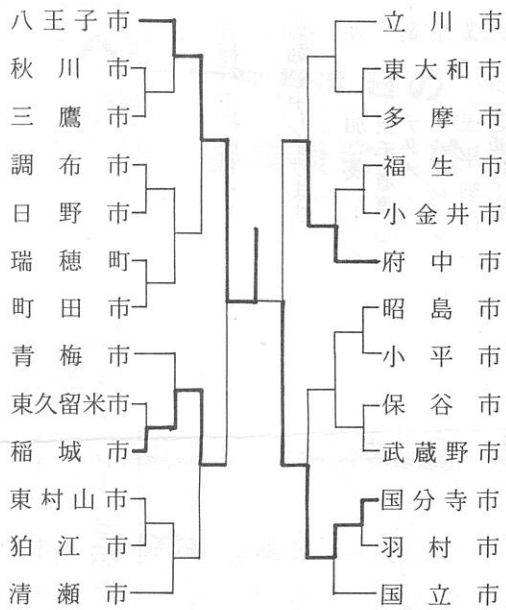 八王子市
秋川市
三鷹市
調布市
日野市
瑞穂町
町田市
青梅市
東久留米市
稲城市
東村山市
狛江市
清瀬市
立川市
東大和市
多摩市
福生市
小金井市
府中市
昭島市
小平市
保谷市
武蔵野市
国分寺市
羽村市
国立市